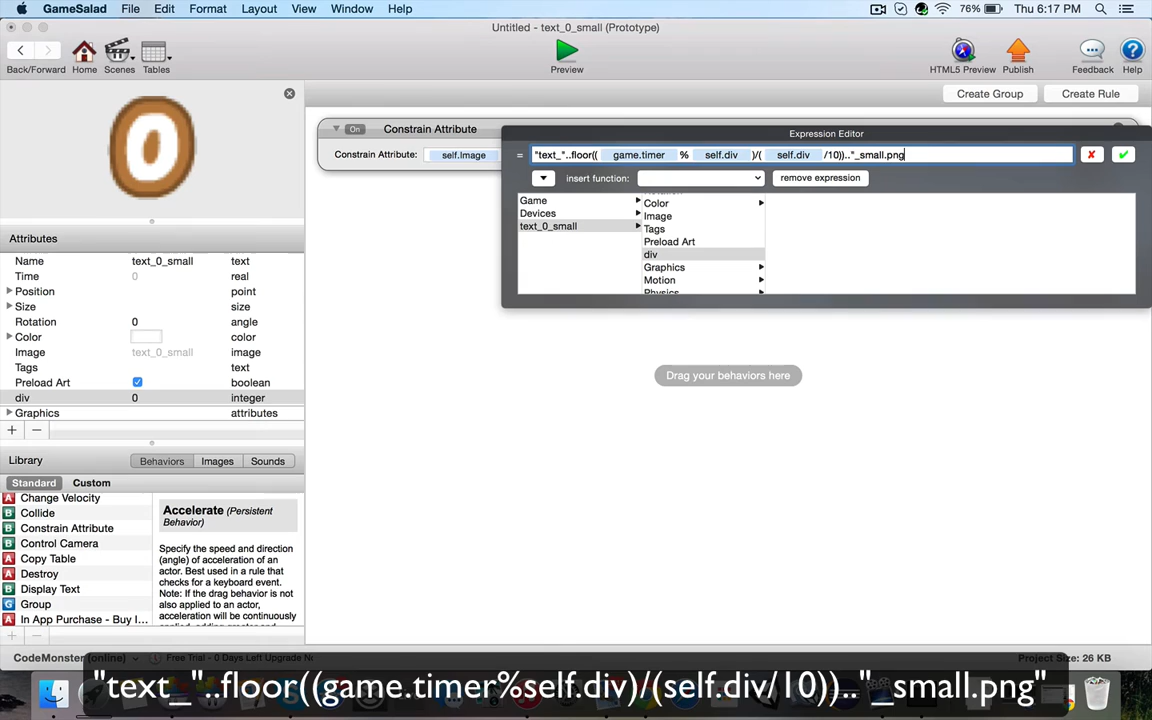 GameSalad File Edit Format Layout View Window Help 76% Thu 6:17 PM
Untitled - text_0_small (Prototype)
Back/Forward Home Scenes Tables Preview HTML5 Preview Publish Feedback Help
Create Group Create Rule
0
On Constrain Attribute
Constrain Attribute: self.Image
Expression Editor
= "text_"..floor(( game.timer % self.div )/( self.div /10)).."_small.png
insert function: remove expression
Game
Devices
text_0_small
Color
Image
Tags
Preload Art
div
Graphics
Motion
Physics
Attributes
Name text_0_small text
Time 0 real
Position point
Size size
Rotation 0 angle
Color color
Image text_0_small image
Tags text
Preload Art boolean
div 0 integer
Graphics attributes
Drag your behaviors here
Library Behaviors Images Sounds
Standard Custom
A Change Velocity
B Collide
B Constrain Attribute
B Control Camera
A Copy Table
A Destroy
B Display Text
G Group
A In App Purchase - Buy I...
Accelerate (Persistent
Behavior)
Specify the speed and direction
(angle) of acceleration of an
actor. Best used in a rule that
checks for a keyboard event.
Note: If the drag behavior is not
also applied to an actor,
acceleration will be continuously
CodeMonster (online) Free Trial - 0 Days Left Upgrade Project Size: 26 KB
"text_"..floor((game.timer%self.div)/(self.div/10)).."_small.png"